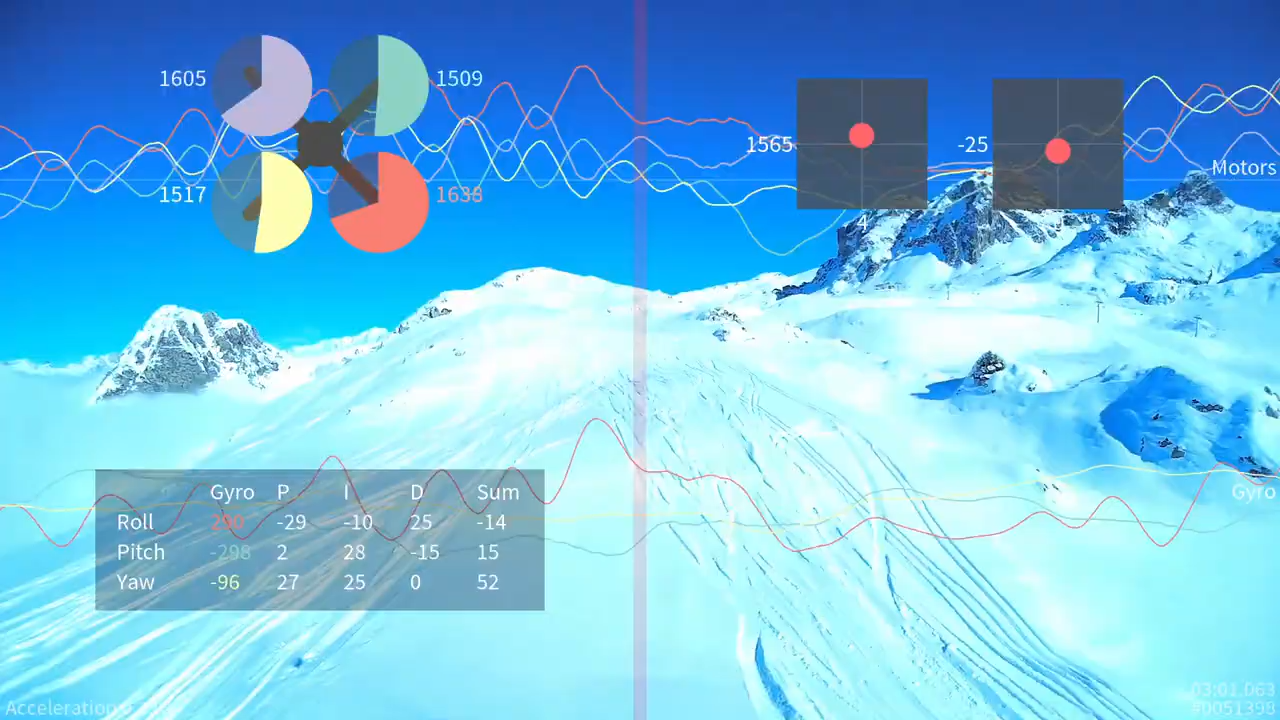 1605
1509
1517
1638
1565
-25
4
Motors
Gyro P I D Sum
Roll 290 -29 -10 25 -14
Pitch -298 2 28 -15 15
Yaw -96 27 25 0 52
Gyro
Acceleration
03:01.063
#0051398